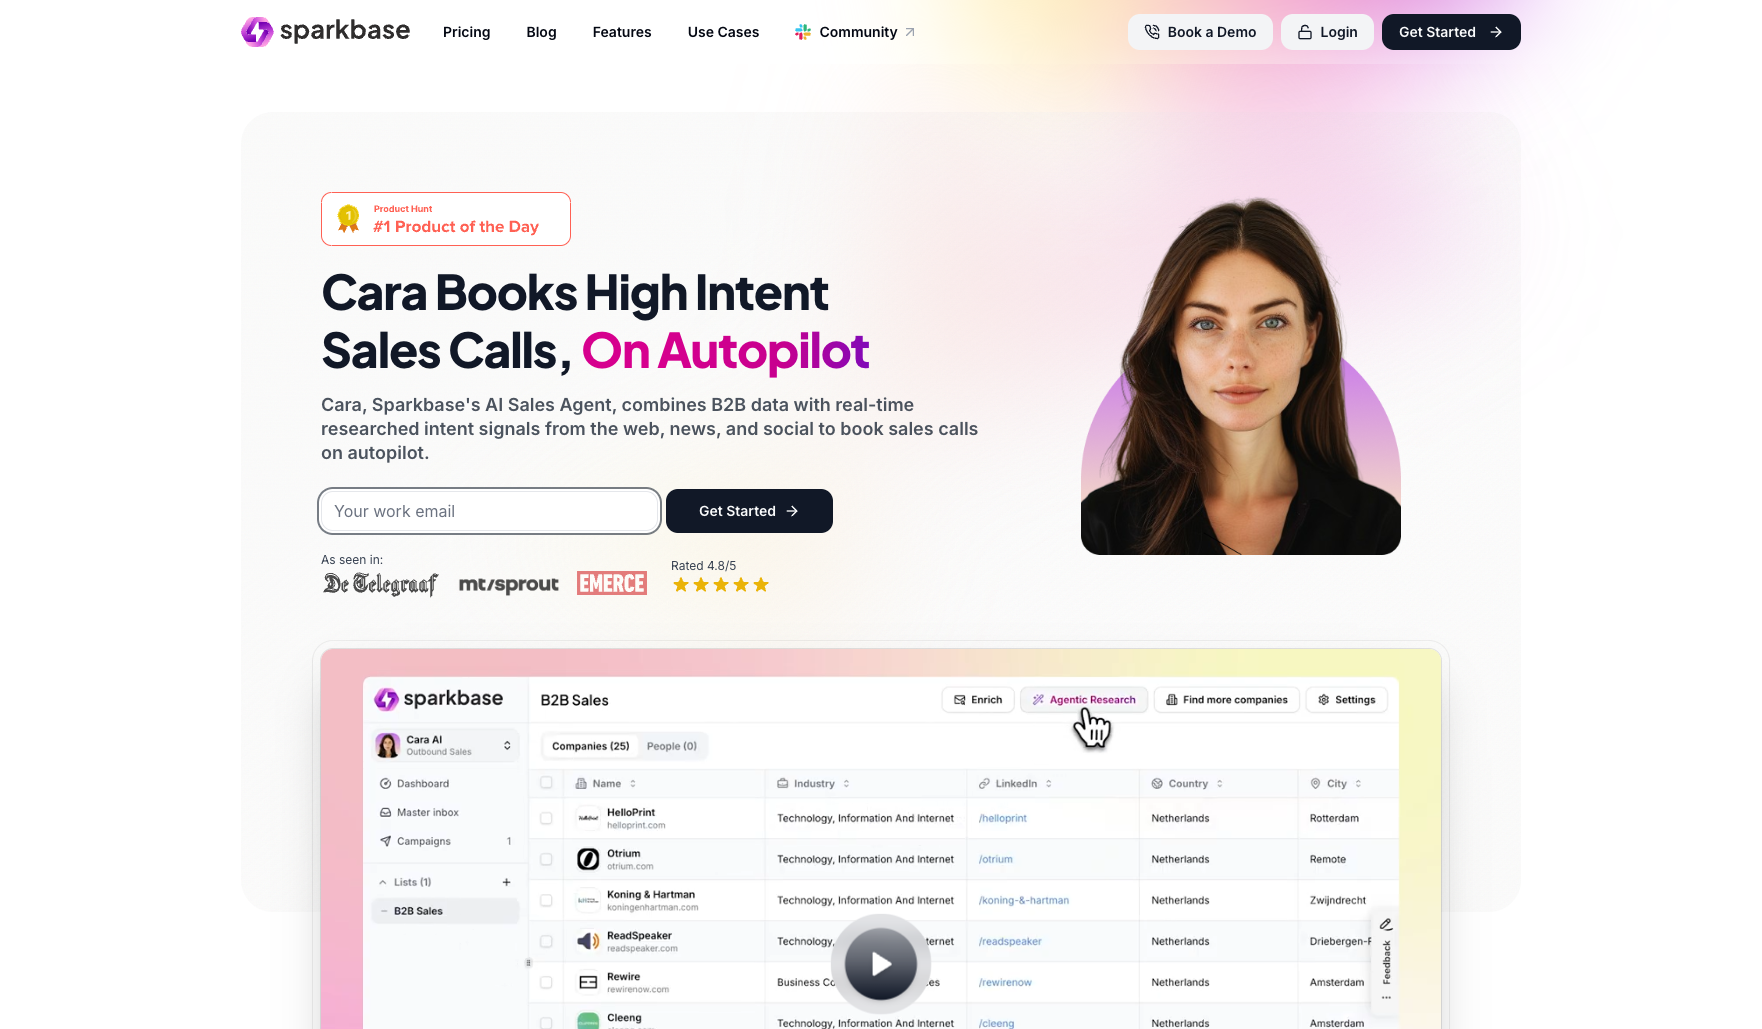 sparkbase
Pricing
Blog
Features
Use Cases
Community
Book a Demo
Login
Get Started
Product Hunt
#1 Product of the Day
Cara Books High Intent
Sales Calls, On Autopilot
Cara, Sparkbase's AI Sales Agent, combines B2B data with real-time
researched intent signals from the web, news, and social to book sales calls
on autopilot.
Your work email
Get Started
As seen in:
De Telegraaf
mt/sprout
EMERCE
Rated 4.8/5
sparkbase
B2B Sales
Enrich
Agentic Research
Find more companies
Settings
Cara AI
Outbound Sales
Companies (25)
People (0)
Dashboard
Master inbox
Campaigns 1
Lists (1)
B2B Sales
Name Industry LinkedIn Country City
HelloPrint
helloprint.com
Technology, Information And Internet /helloprint Netherlands Rotterdam
Otrium
otrium.com
Technology, Information And Internet /otrium Netherlands Remote
Koning & Hartman
koningenhartman.com
Technology, Information And Internet /koning-&-hartman Netherlands Zwijndrecht
ReadSpeaker
readspeaker.com
Technology, /readspeaker Netherlands
Rewire
rewirenow.com
Business /rewirenow Netherlands Amsterdam
Cleeng
Technology, Information And Internet /cleeng Netherlands Amsterdam
Feedback